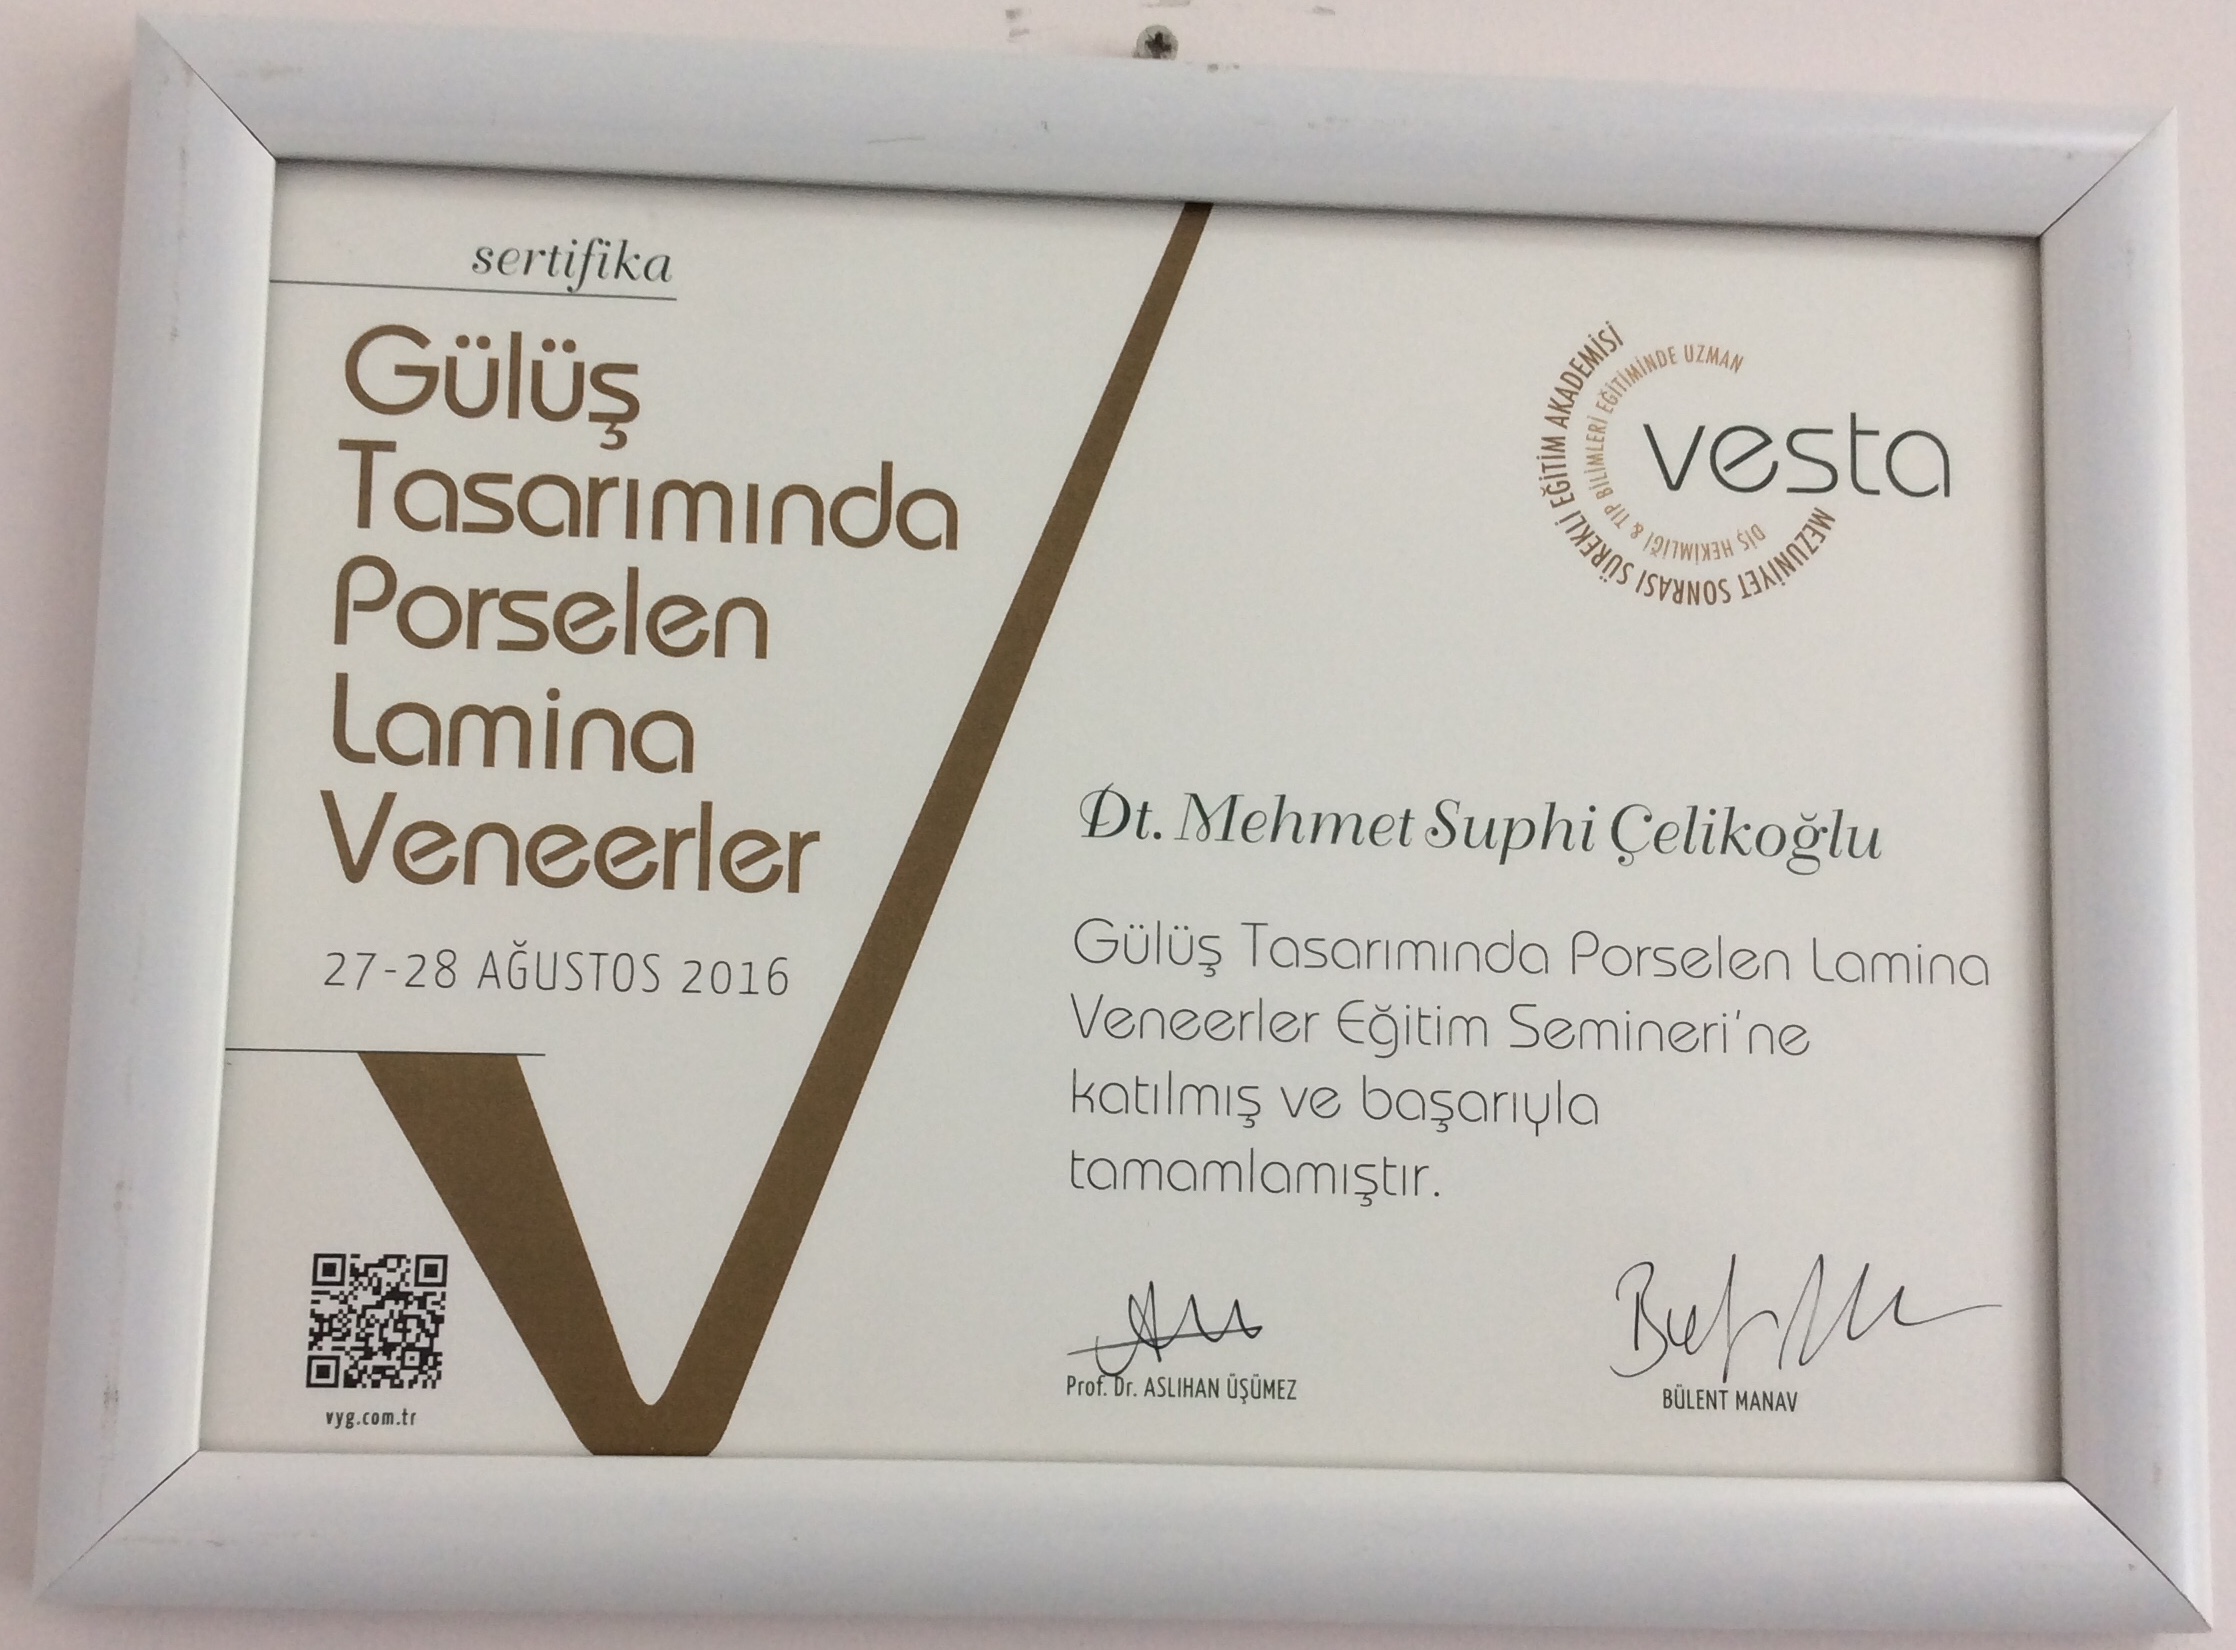 sertifika
Gülüş
Tasarımında
Porselen
Lamina
Veneerler
27-28 AĞUSTOS 2016
vyg.com.tr
MEZUNİYET SONRASI SÜREKLİ EĞİTİM AKADEMİSİ
DİŞ HEKİMLİĞİ & TIP BİLİMLERİ EĞİTİMİNDE UZMAN
vesta
Dt. Mehmet Suphi Çelikoğlu
Gülüş Tasarımında Porselen Lamina
Veneerler Eğitim Semineri'ne
katılmış ve başarıyla
tamamlamıştır.
Prof. Dr. ASLIHAN ÜŞÜMEZ
BÜLENT MANAV